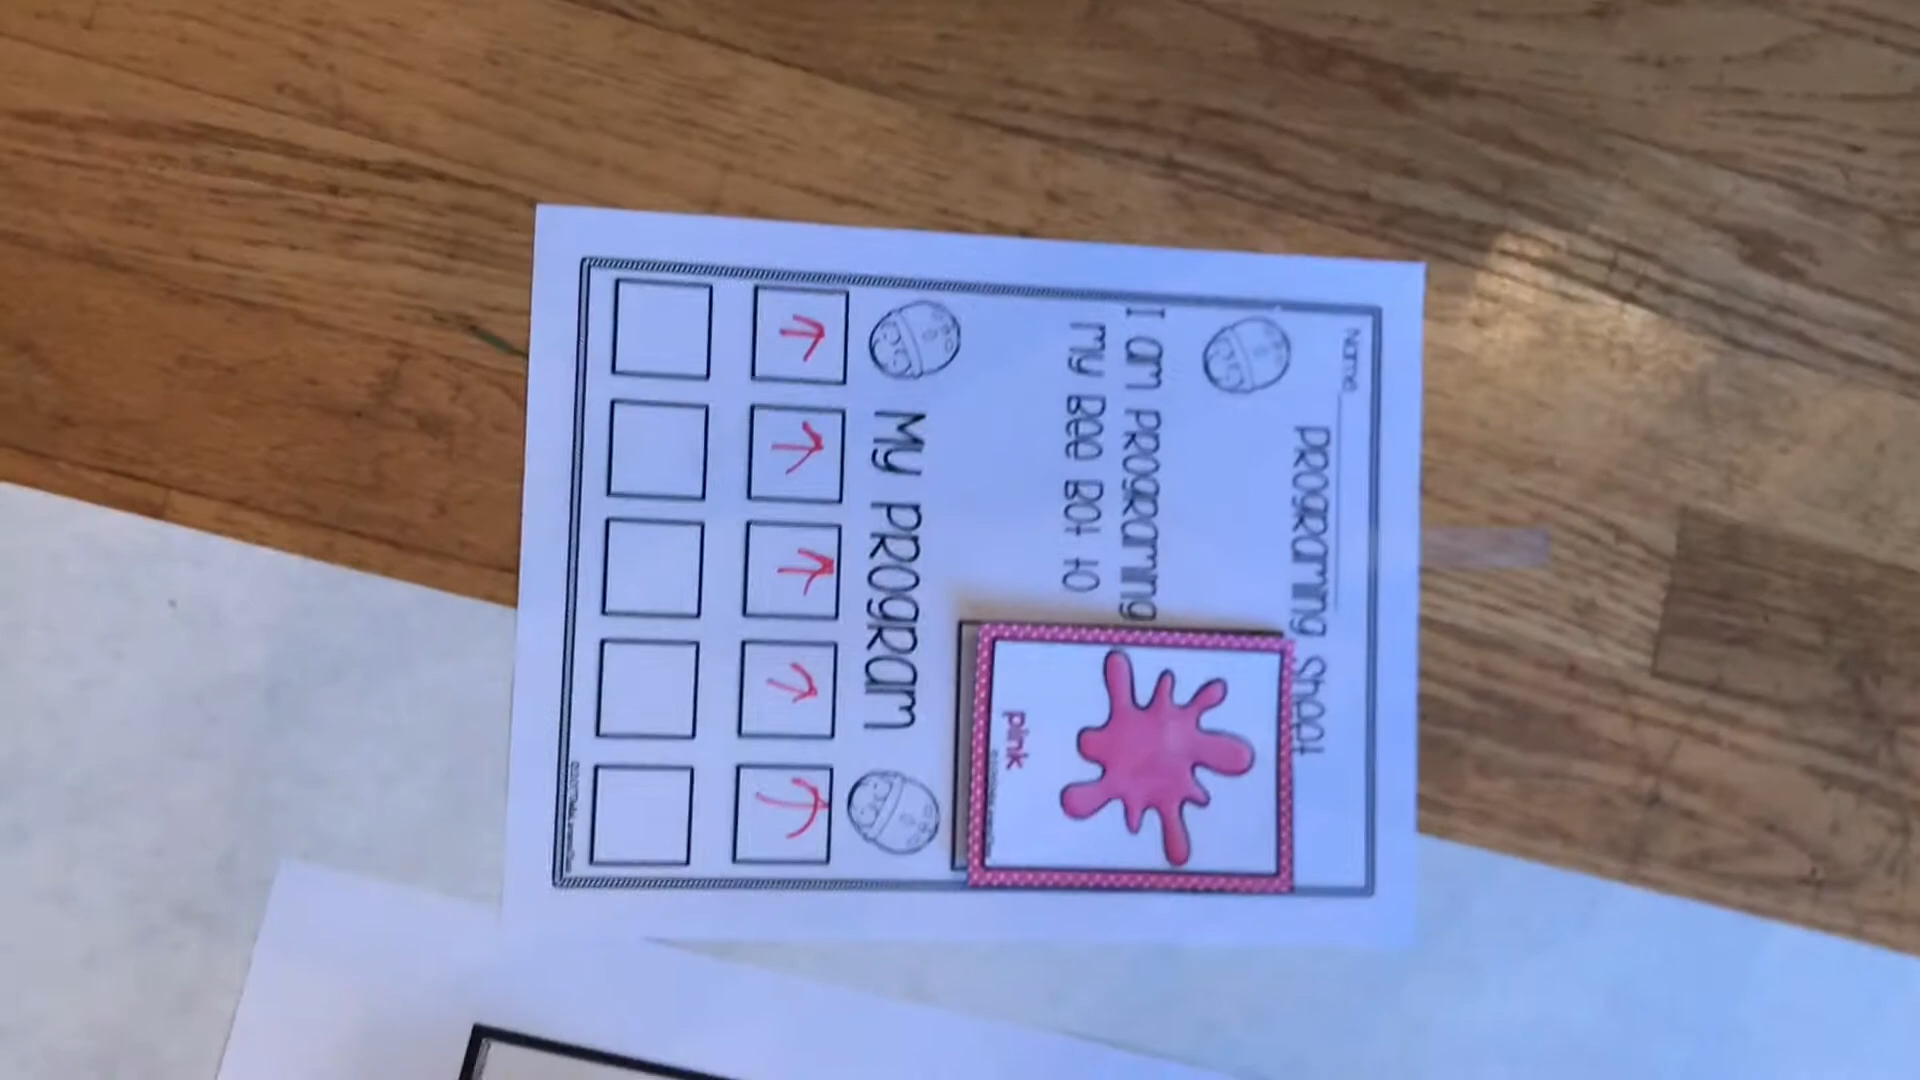 Name
Programing Sheet
I am programing
my Bee Bot to
pink
My Program